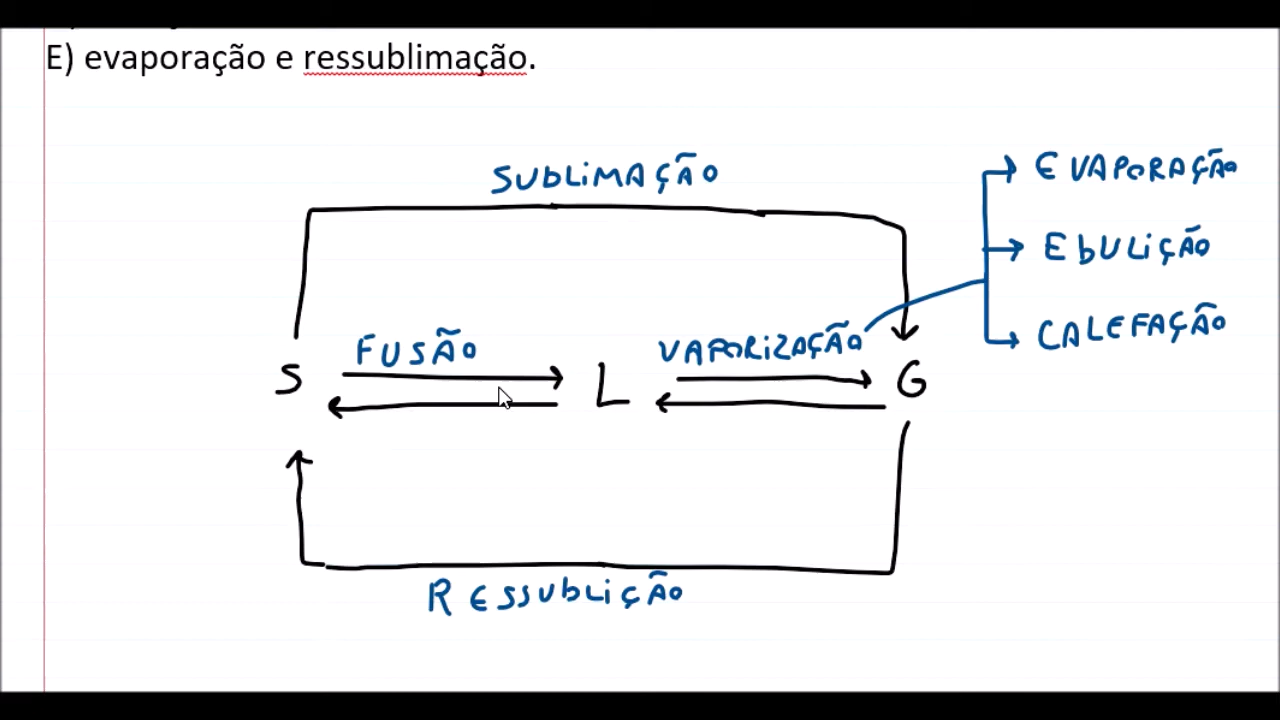 E) evaporação e ressublimação.
SUBLIMAÇÃO
EVAPORAÇÃO
EBULIÇÃO
CALEFAÇÃO
FUSÃO
VAPORIZAÇÃO
S
L
G
RESSUBLIÇÃO